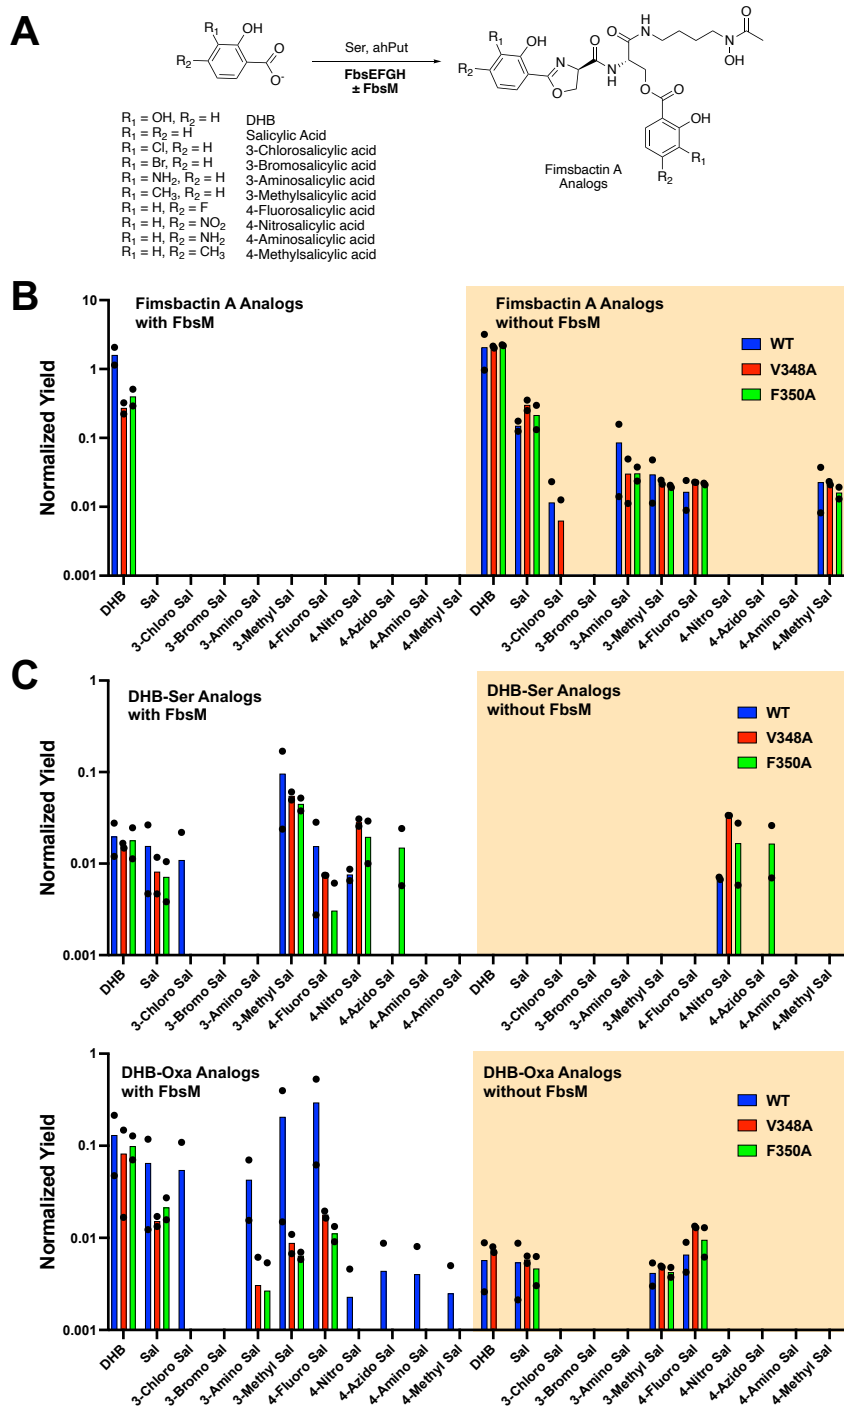 A
R1
OH
O
R2
O-
Ser, ahPut
FbsEFGH
± FbsM
R1
OH
R2
N
O
O
N
H
O
H
N
O
N
OH
O
O
O
OH
R1
R2
Fimsbactin A
Analogs
R1 = OH, R2 = H DHB
R1 = R2 = H Salicylic Acid
R1 = Cl, R2 = H 3-Chlorosalicylic acid
R1 = Br, R2 = H 3-Bromosalicylic acid
R1 = NH2, R2 = H 3-Aminosalicylic acid
R1 = CH3, R2 = H 3-Methylsalicylic acid
R1 = H, R2 = F 4-Fluorosalicylic acid
R1 = H, R2 = NO2 4-Nitrosalicylic acid
R1 = H, R2 = NH2 4-Aminosalicylic acid
R1 = H, R2 = CH3 4-Methylsalicylic acid
B
Fimsbactin A Analogs
with FbsM
Fimsbactin A Analogs
without FbsM
WT
V348A
F350A
Normalized Yield
10
1
0.1
0.01
0.001
DHB
Sal
3-Chloro Sal
3-Bromo Sal
3-Amino Sal
3-Methyl Sal
4-Fluoro Sal
4-Nitro Sal
4-Azido Sal
4-Amino Sal
4-Methyl Sal
DHB
Sal
3-Chloro Sal
3-Bromo Sal
3-Amino Sal
3-Methyl Sal
4-Fluoro Sal
4-Nitro Sal
4-Azido Sal
4-Amino Sal
4-Methyl Sal
C
DHB-Ser Analogs
with FbsM
DHB-Ser Analogs
without FbsM
WT
V348A
F350A
Normalized Yield
1
0.1
0.01
0.001
DHB
Sal
3-Chloro Sal
3-Bromo Sal
3-Amino Sal
3-Methyl Sal
4-Fluoro Sal
4-Nitro Sal
4-Azido Sal
4-Amino Sal
4-Amino Sal
DHB
Sal
3-Chloro Sal
3-Bromo Sal
3-Amino Sal
3-Methyl Sal
4-Fluoro Sal
4-Nitro Sal
4-Azido Sal
4-Amino Sal
4-Methyl Sal
DHB-Oxa Analogs
with FbsM
DHB-Oxa Analogs
without FbsM
WT
V348A
F350A
Normalized Yield
1
0.1
0.01
0.001
DHB
Sal
3-Chloro Sal
3-Bromo Sal
3-Amino Sal
3-Methyl Sal
4-Fluoro Sal
4-Nitro Sal
4-Azido Sal
4-Amino Sal
4-Methyl Sal
DHB
Sal
3-Chloro Sal
3-Bromo Sal
3-Amino Sal
3-Methyl Sal
4-Fluoro Sal
4-Nitro Sal
4-Azido Sal
4-Amino Sal
4-Methyl Sal